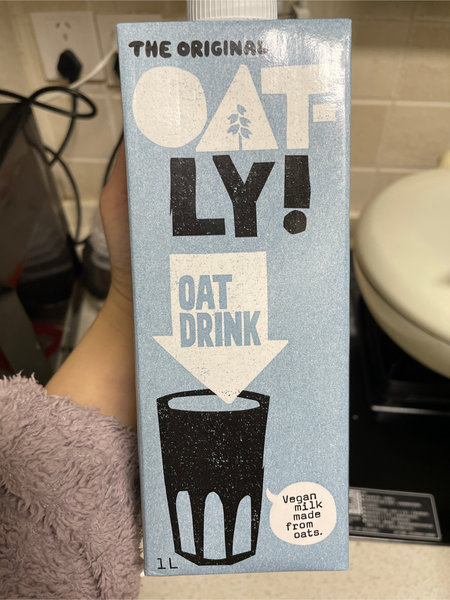 THE ORIGINAL
OAT-
LY!
OAT
DRINK
Vegan
milk
made
from
oats.
1L